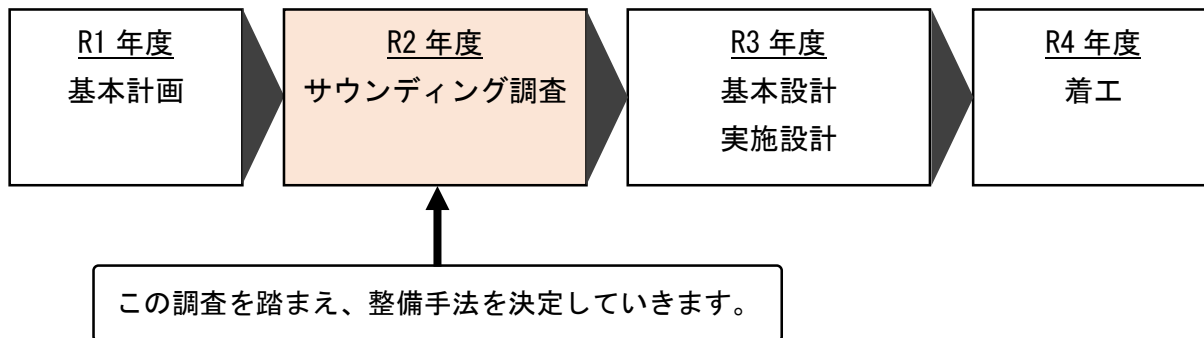 R1 年度
基本計画
R2 年度
サウンディング調査
R3 年度
基本設計
実施設計
R4 年度
着工
この調査を踏まえ、整備手法を決定していきます。